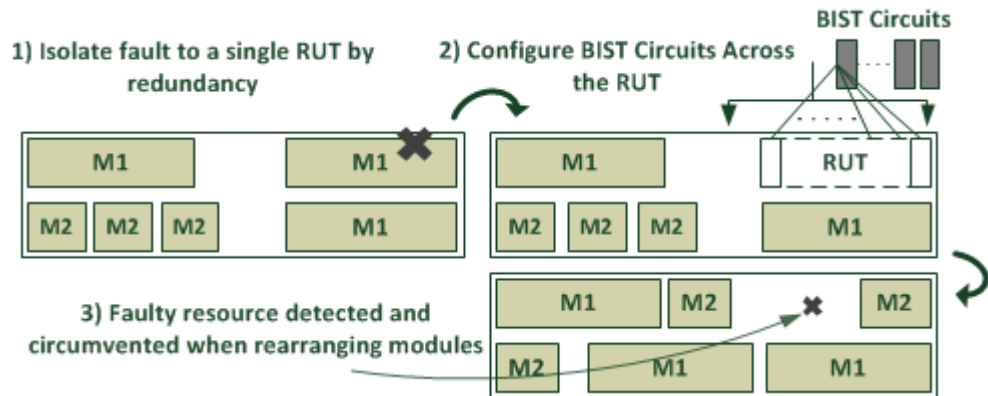 BIST Circuits
1) Isolate fault to a single RUT by
redundancy
2) Configure BIST Circuits Across
the RUT
M1
M1
M2
M2
M2
M1
M1
RUT
M2
M2
M2
M1
3) Faulty resource detected and
circumvented when rearranging modules
M1
M2
M2
M2
M1
M1